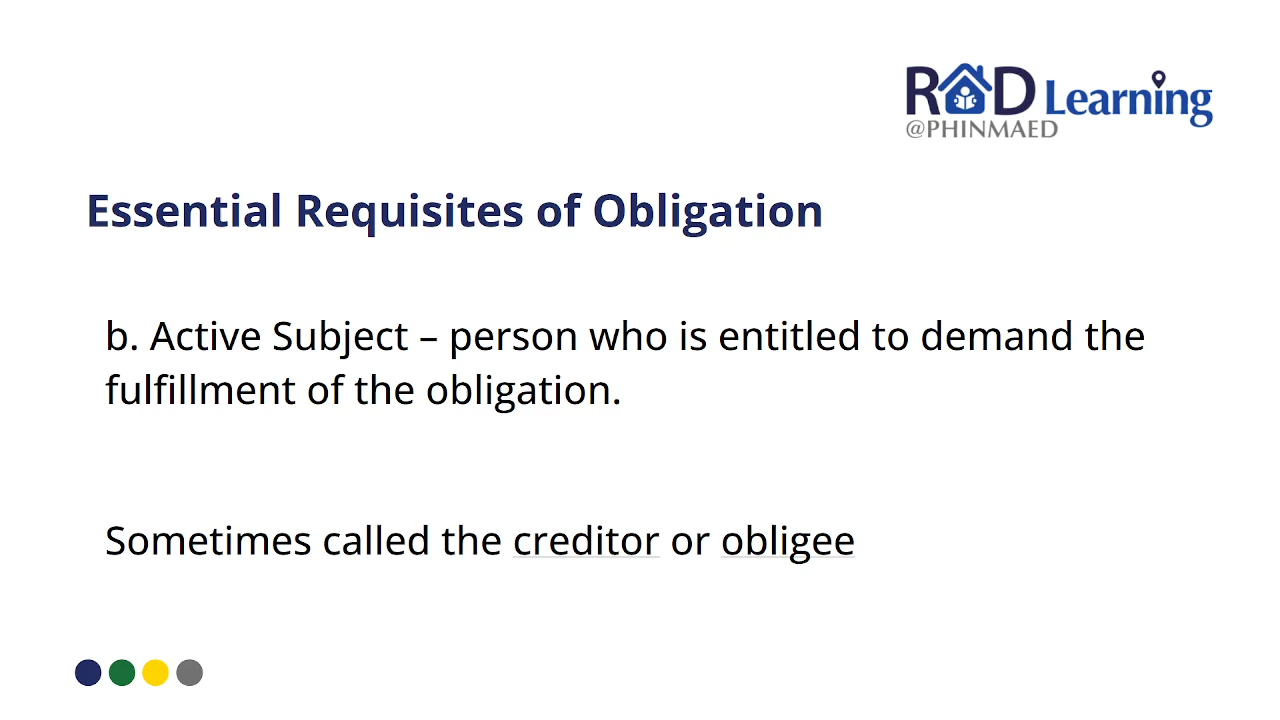 RAD Learning
@PHINMAED
Essential Requisites of Obligation
b. Active Subject – person who is entitled to demand the
fulfillment of the obligation.
Sometimes called the creditor or obligee